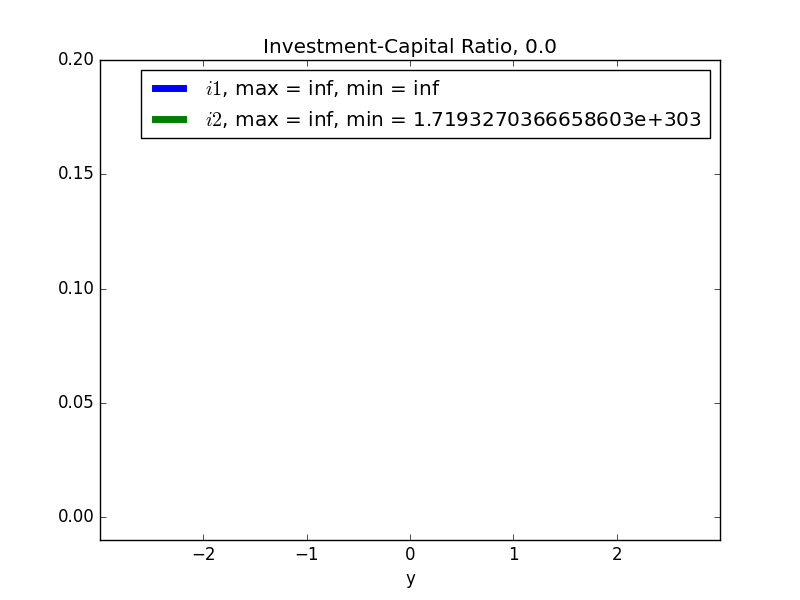 Investment-Capital Ratio, 0.0
0.20
i1, max = inf, min = inf
i2, max = inf, min = 1.7193270366658603e+303
0.15
0.10
0.05
0.00
−2 −1 0 1 2
y